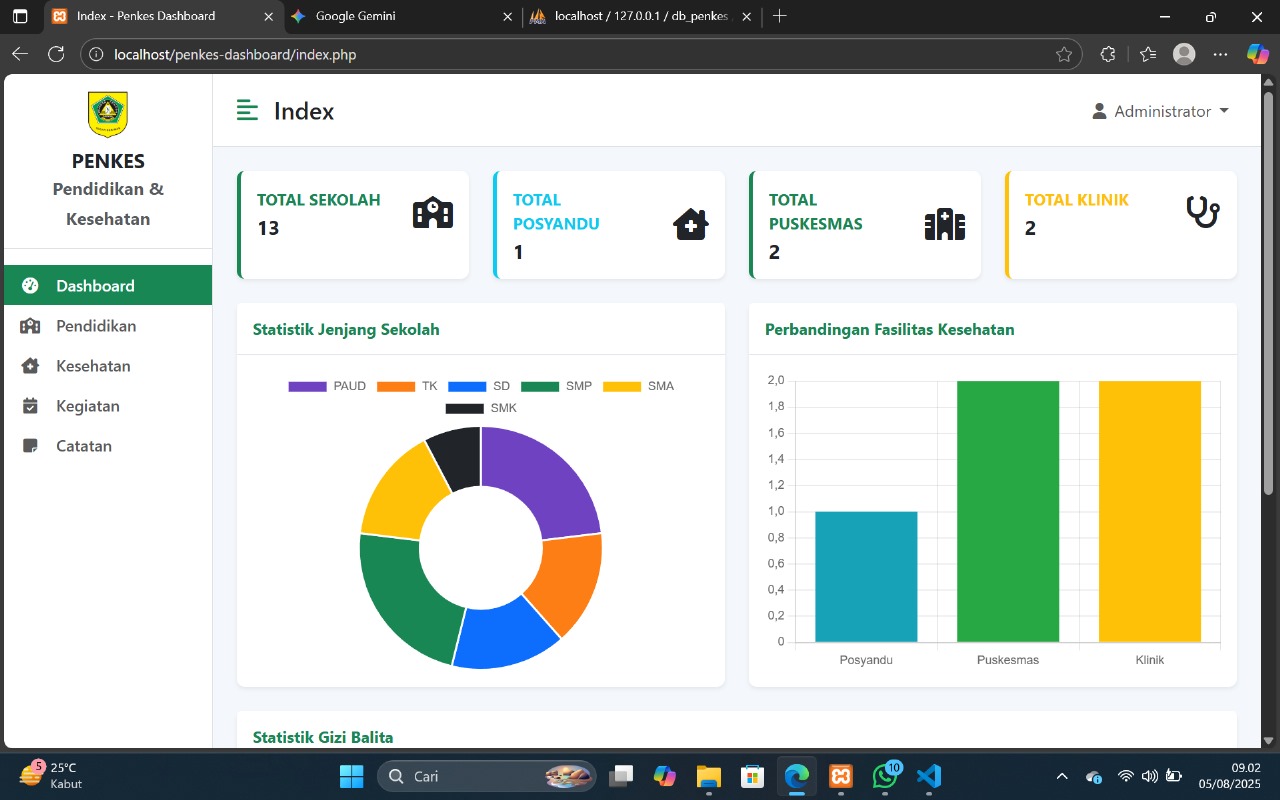 Index - Penkes Dashboard
Google Gemini
localhost / 127.0.0.1 / db_penkes
localhost/penkes-dashboard/index.php
PENKES
Pendidikan &
Kesehatan
Dashboard
Pendidikan
Kesehatan
Kegiatan
Catatan
Index
Administrator
TOTAL SEKOLAH
13
TOTAL
POSYANDU
1
TOTAL
PUSKESMAS
2
TOTAL KLINIK
2
Statistik Jenjang Sekolah
PAUD TK SD SMP SMA
SMK
Perbandingan Fasilitas Kesehatan
2,0
1,8
1,6
1,4
1,2
1,0
0,8
0,6
0,4
0,2
0
Posyandu Puskesmas Klinik
Statistik Gizi Balita
5
25°C
Kabut
Cari
10
09.02
05/08/2025